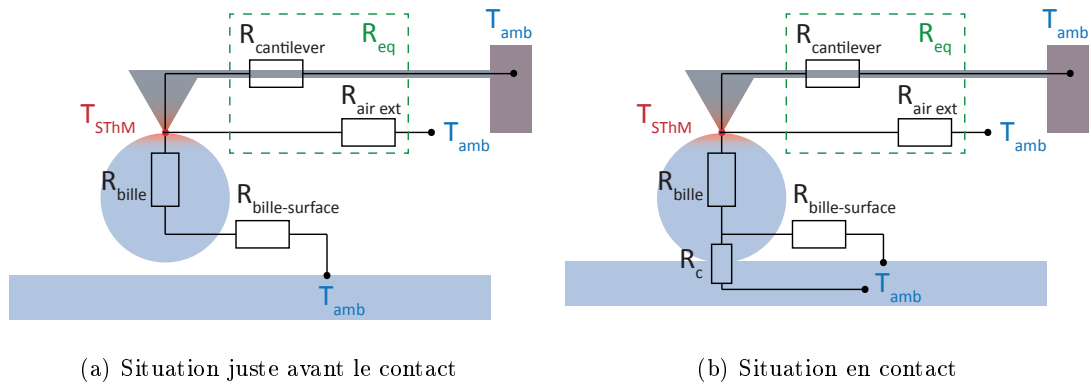 T_amb
R_cantilever
R_eq
T_SThM
R_air ext
T_amb
R_bille
R_bille-surface
T_amb
(a) Situation juste avant le contact
T_amb
R_cantilever
R_eq
T_SThM
R_air ext
T_amb
R_bille
R_bille-surface
R_c
T_amb
(b) Situation en contact